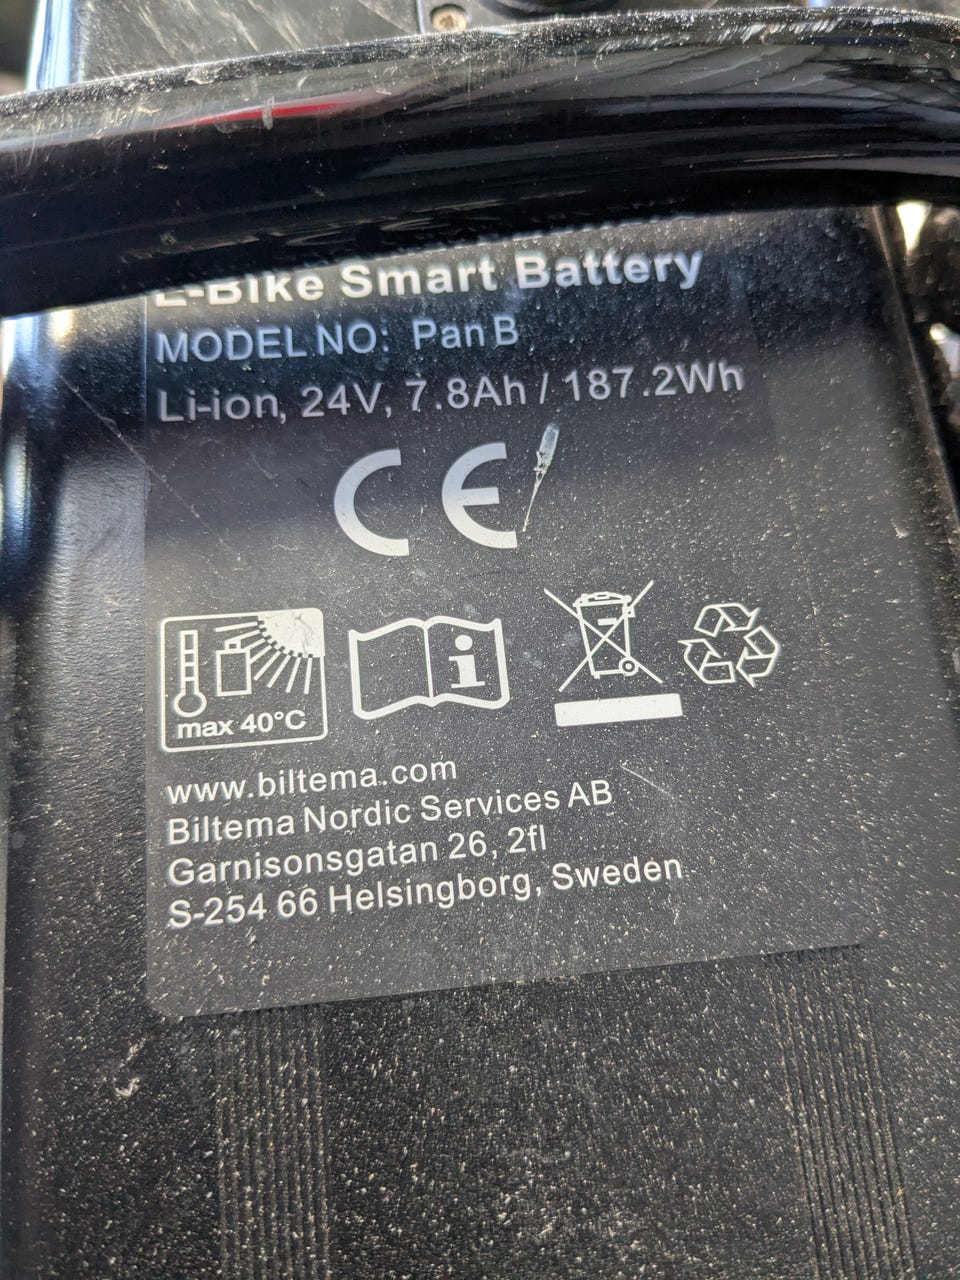 E-Bike Smart Battery
MODEL NO: Pan B
Li-ion, 24V, 7.8Ah / 187.2Wh
CE
max 40°C
www.biltema.com
Biltema Nordic Services AB
Garnisonsgatan 26, 2fl
S-254 66 Helsingborg, Sweden